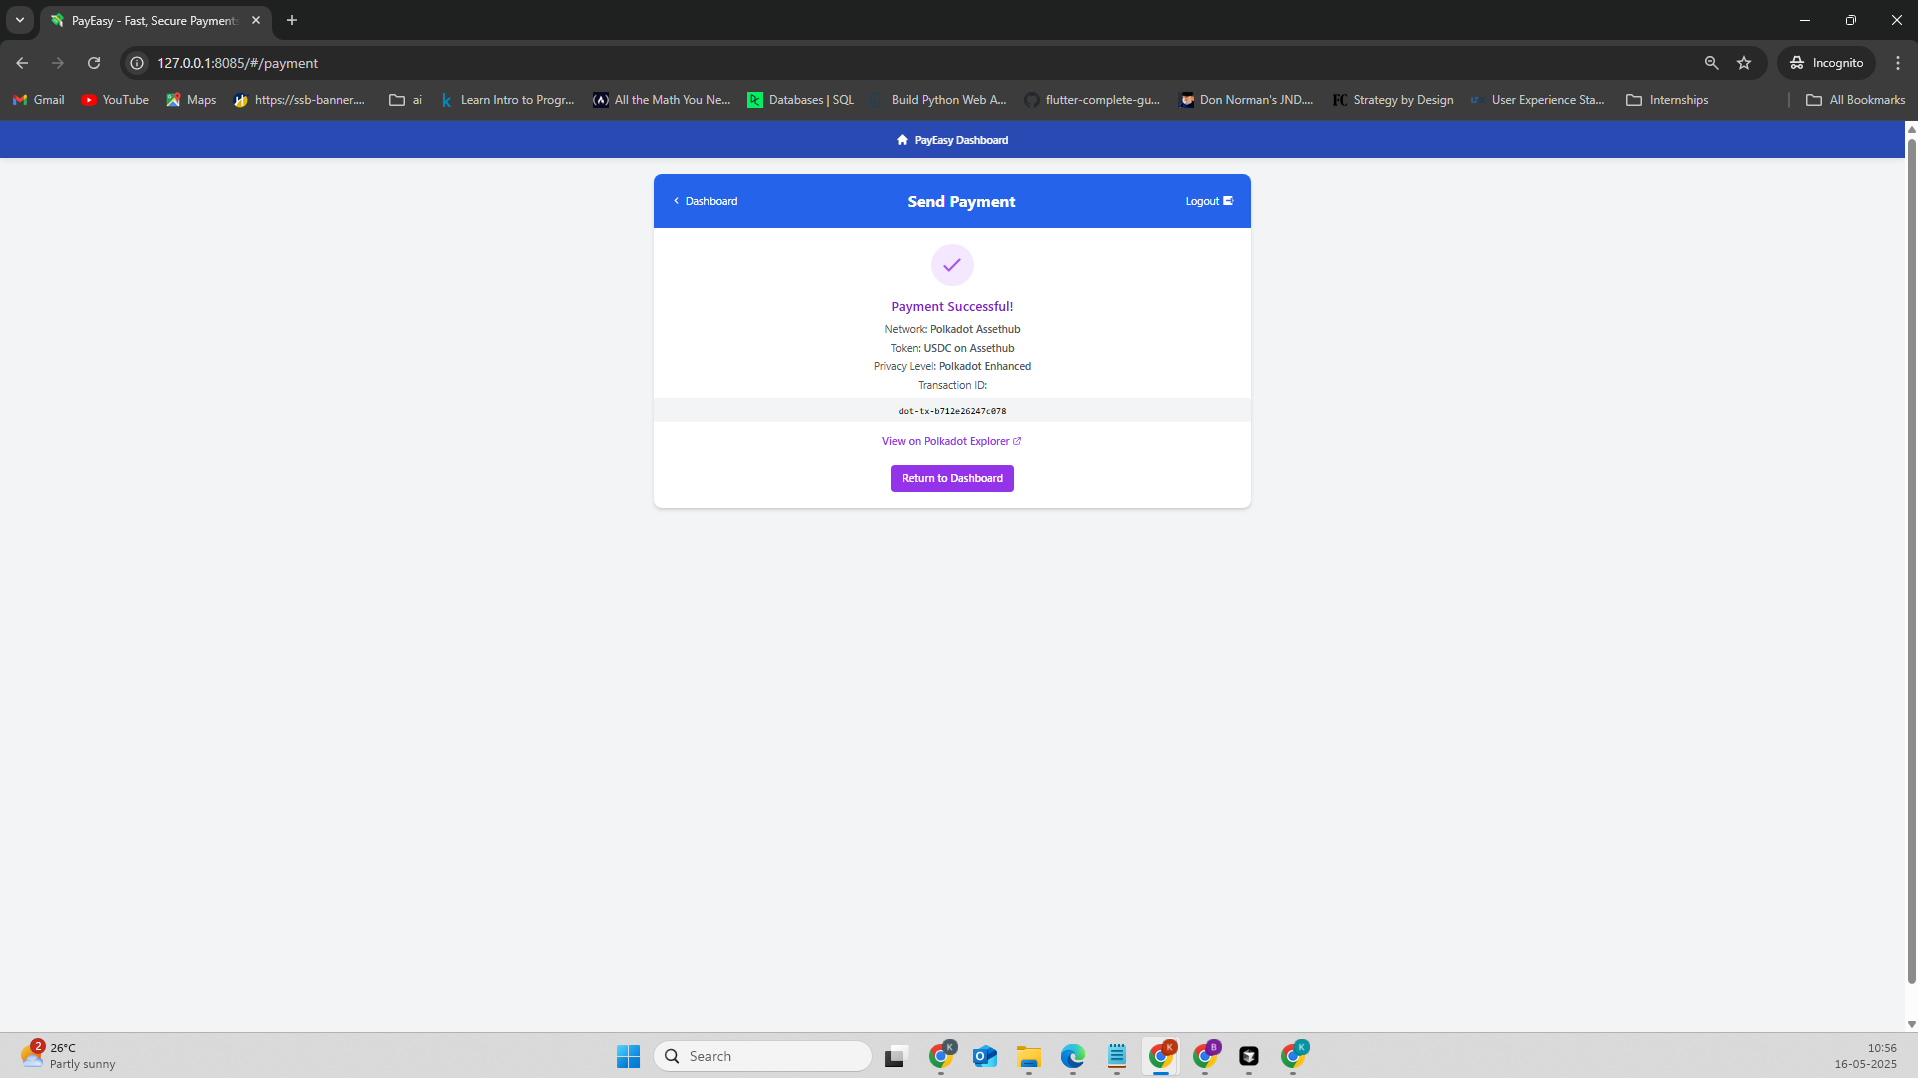 PayEasy - Fast, Secure Payment
127.0.0.1:8085/#/payment
Incognito
Gmail
YouTube
Maps
https://ssb-banner....
ai
Learn Intro to Progr...
All the Math You Ne...
Databases | SQL
Build Python Web A...
flutter-complete-gu...
Don Norman's JND....
FC Strategy by Design
User Experience Sta...
Internships
All Bookmarks
PayEasy Dashboard
Dashboard
Send Payment
Logout
Payment Successful!
Network: Polkadot Assethub
Token: USDC on Assethub
Privacy Level: Polkadot Enhanced
Transaction ID:
dot-tx-b712e26247c078
View on Polkadot Explorer
Return to Dashboard
2
26°C
Partly sunny
Search
K
K
B
K
10:56
16-05-2025